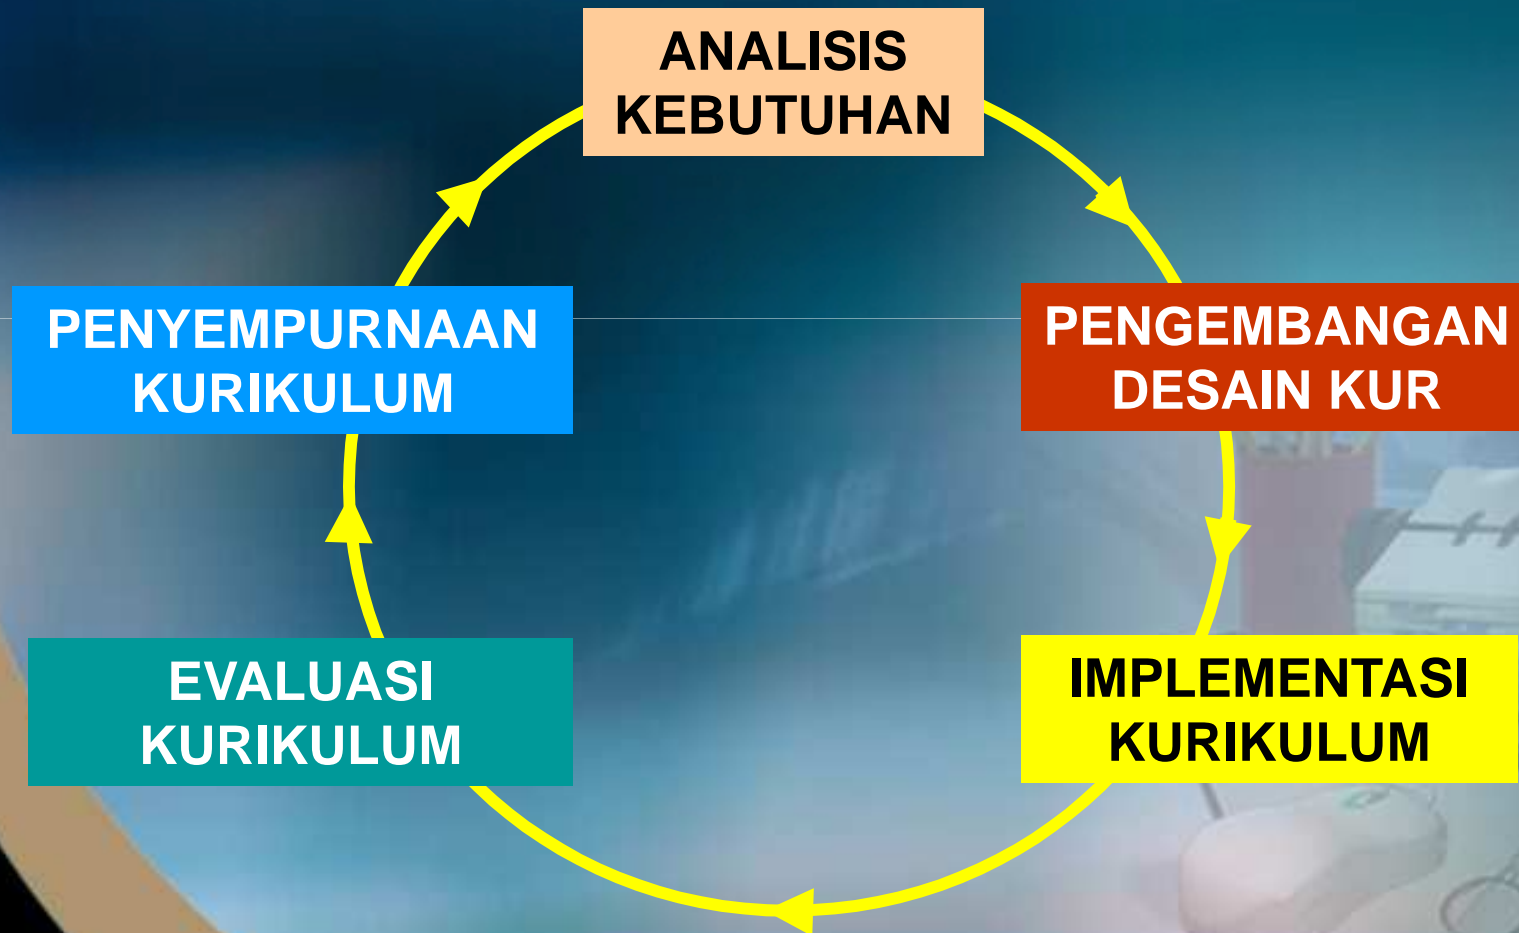 ANALISIS
KEBUTUHAN
PENGEMBANGAN
DESAIN KUR
IMPLEMENTASI
KURIKULUM
EVALUASI
KURIKULUM
PENYEMPURNAAN
KURIKULUM